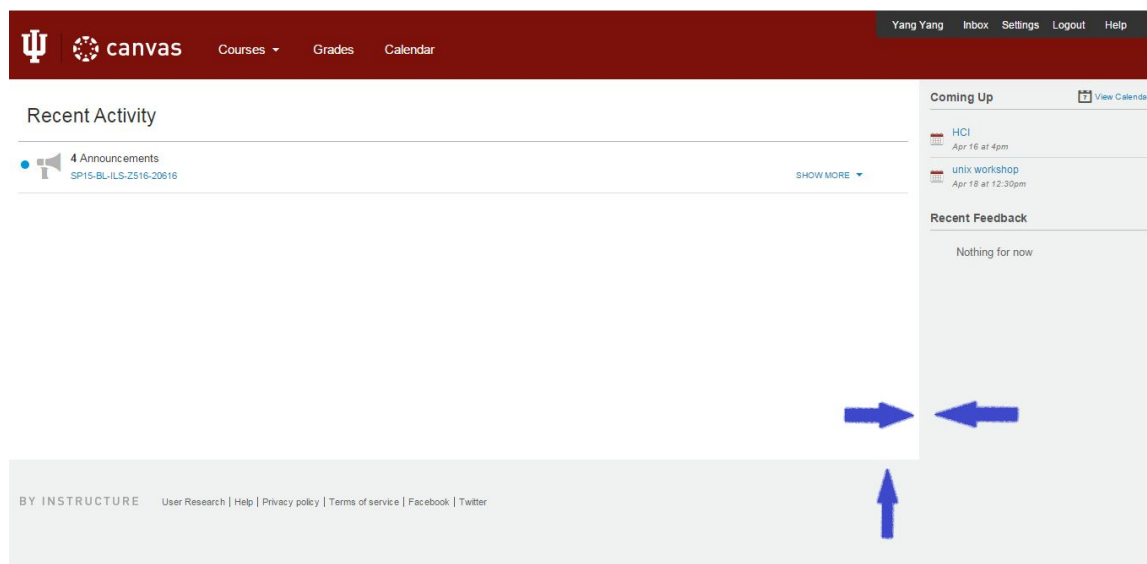 Yang Yang Inbox Settings Logout Help
canvas Courses Grades Calendar
Recent Activity
4 Announcements
SP15-BL-ILS-Z516-20616
SHOW MORE
Coming Up
7 View Calenda
HCI
Apr 16 at 4pm
unix workshop
Apr 18 at 12:30pm
Recent Feedback
Nothing for now
BY INSTRUCTURE User Research | Help | Privacy policy | Terms of service | Facebook | Twitter